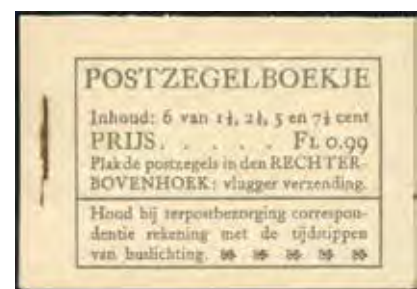 POSTZEGELBOEKJE
Inhoud: 6 van 1½, 2½, 5 en 7½ cent
PRIJS. . . . . FL 0.99
Plak de postzegels in den RECHTER-
BOVENHOEK: vlugger verzending.
Houd bij postbezorging correspon-
dentie rekening met de tijdstippen
van buslichting.